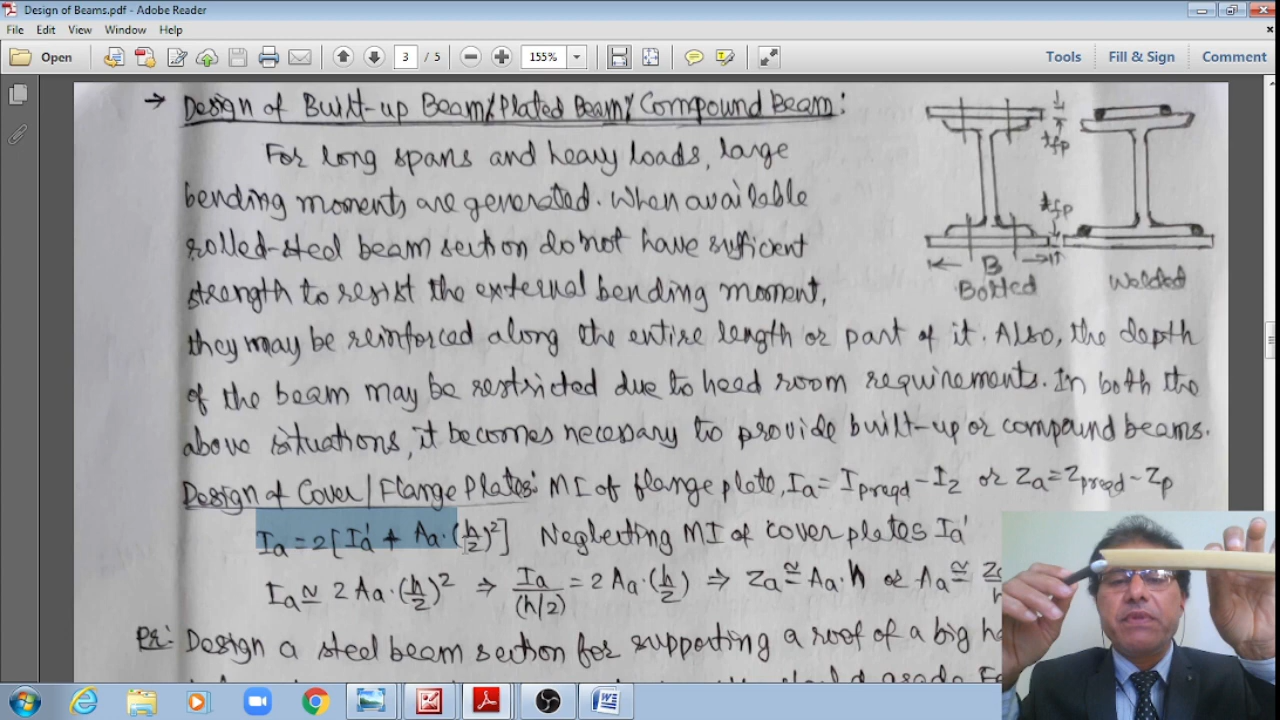 Design of Beams.pdf - Adobe Reader
File Edit View Window Help
Open 3 / 5 155% Tools Fill & Sign Comment
→ Design of Built-up Beam/Plated Beam/Compound Beam:
For long spans and heavy loads, large
bending moments are generated. When available
rolled-steel beam section do not have sufficient
strength to resist the external bending moment,
they may be reinforced along the entire length or part of it. Also, the depth
of the beam may be restricted due to head room requirements. In both the
above situations, it becomes necessary to provide built-up or compound beams.
tfp
tfp
B
Bolted Welded
Design of Cover/Flange Plates: MI of flange plate, Ia = Ipreqd - Iz or Za = Zpreqd - Zp
Ia = 2[Ia' + Aa.(h/2)²] Neglecting MI of cover plates Ia'
Ia ≅ 2 Aa.(h/2)² ⇒ Ia/(h/2) = 2 Aa.(h/2) ⇒ Za ≅ Aa.h or Aa ≅
Pr: Design a steel beam section for supporting a roof of a big